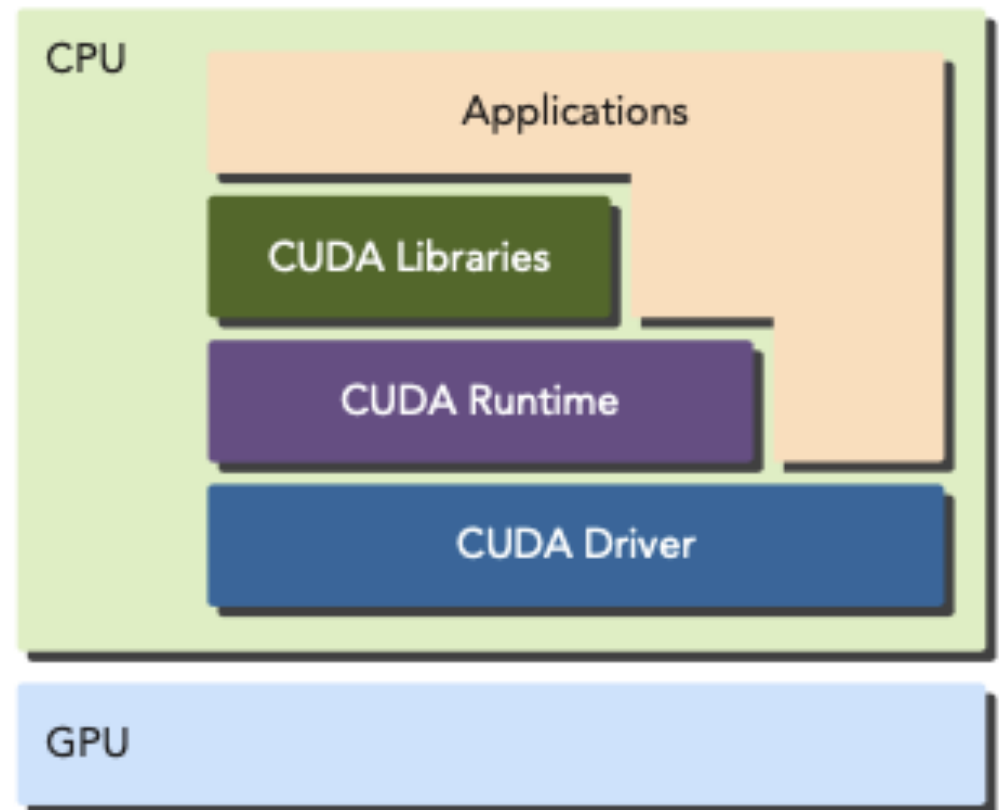 CPU
Applications
CUDA Libraries
CUDA Runtime
CUDA Driver
GPU